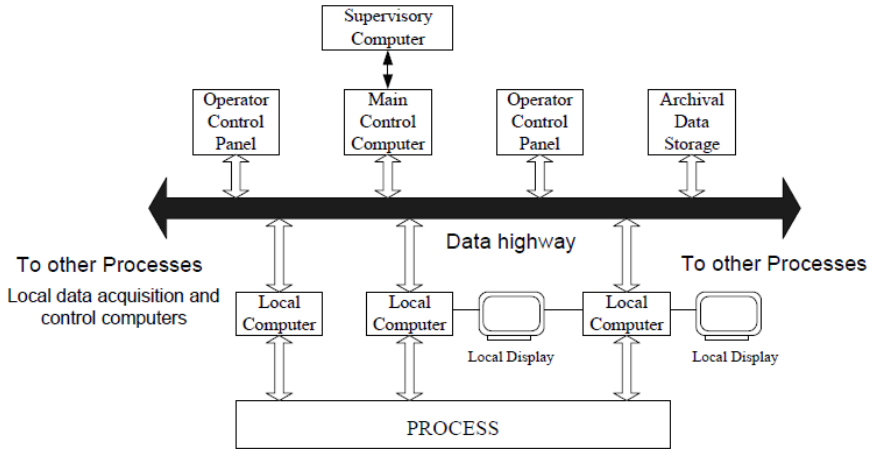 Supervisory
Computer
Operator
Control
Panel
Main
Control
Computer
Operator
Control
Panel
Archival
Data
Storage
Data highway
To other Processes
To other Processes
Local data acquisition and
control computers
Local
Computer
Local
Computer
Local
Computer
Local Display
Local Display
PROCESS